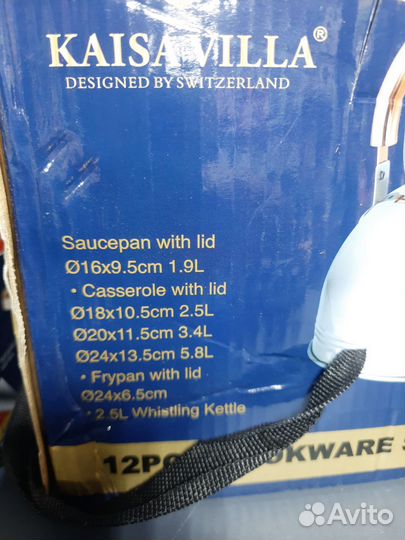 KAISA VILLA®
DESIGNED BY SWITZERLAND
Saucepan with lid
Ø16x9.5cm 1.9L
• Casserole with lid
Ø18x10.5cm 2.5L
Ø20x11.5cm 3.4L
Ø24x13.5cm 5.8L
• Frypan with lid
Ø24x6.5cm
• 2.5L Whistling Kettle
Avito